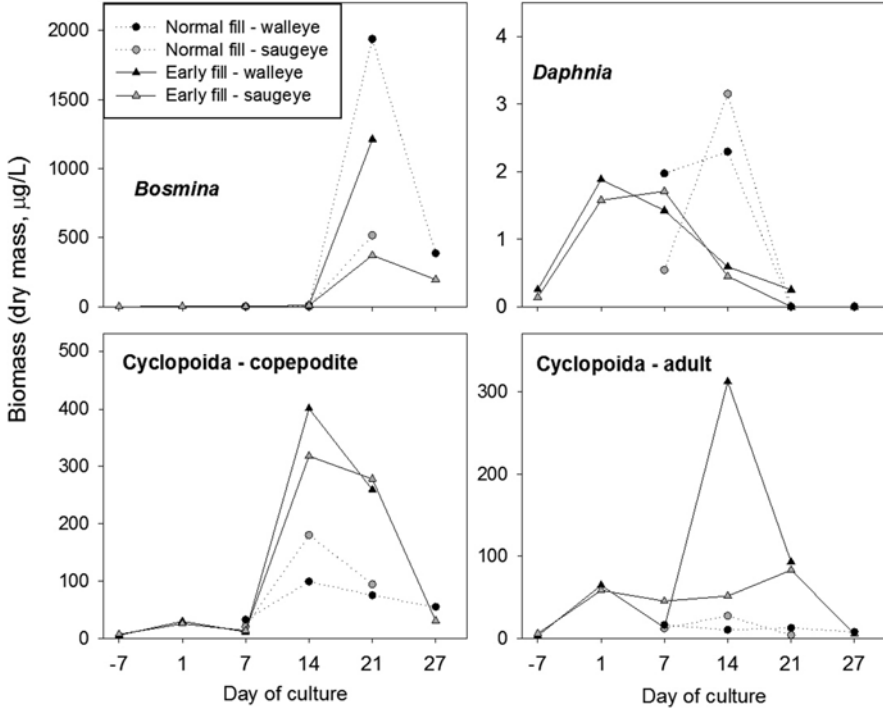 Normal fill - walleye
Normal fill - saugeye
Early fill - walleye
Early fill - saugeye
Biomass (dry mass, µg/L)
2000
1500
1000
500
0
Bosmina
5
4
3
2
1
0
Daphnia
500
400
300
200
100
0
Cyclopoida - copepodite
-7 1 7 14 21 27
Day of culture
300
200
100
0
Cyclopoida - adult
-7 1 7 14 21 27
Day of culture